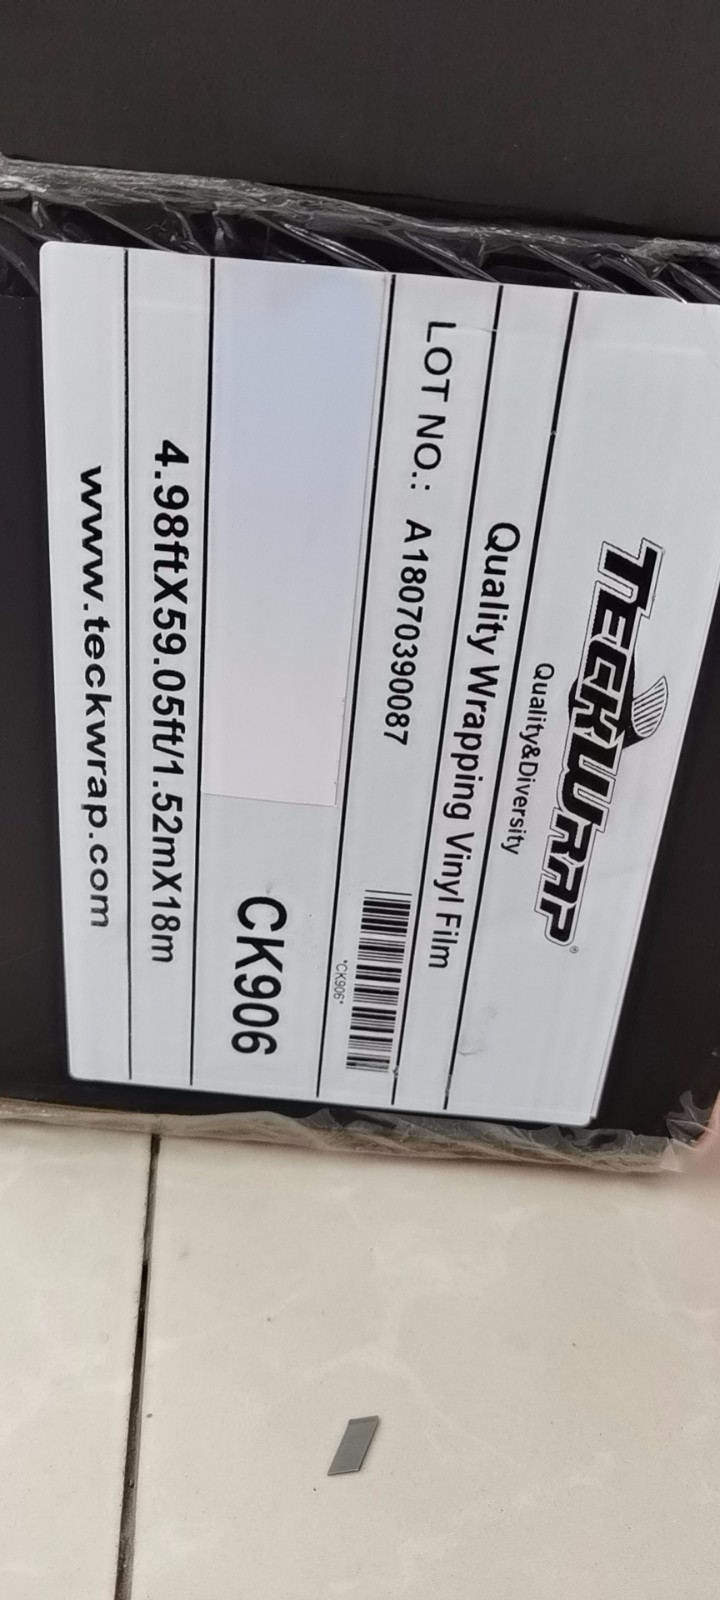 TECKWRAP®
Quality&Diversity
Quality Wrapping Vinyl Film
LOT NO.: A18070390087
*CK906*
CK906
4.98ftX59.05ft/1.52mX18m
www.teckwrap.com